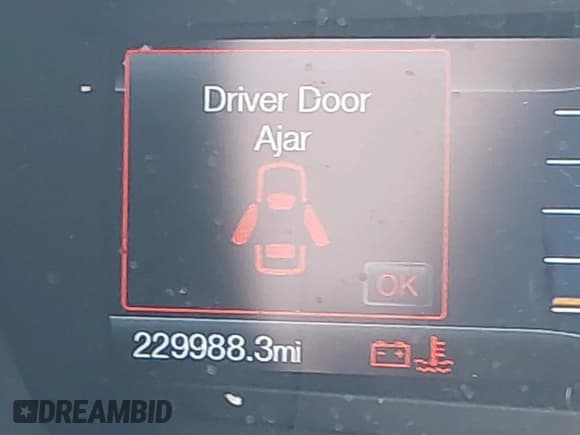 Driver Door
Ajar
OK
229988.3mi
DREAMBID